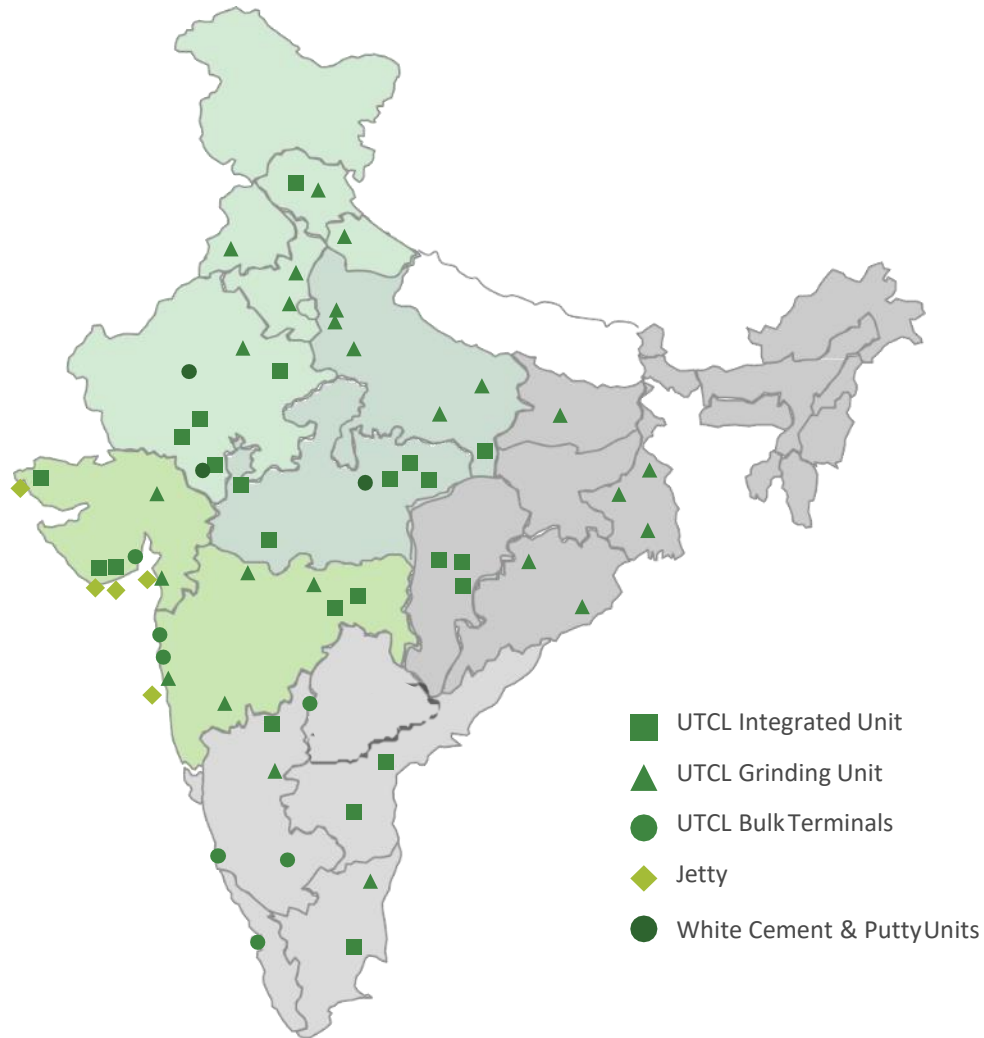 UTCL Integrated Unit
UTCL Grinding Unit
UTCL Bulk Terminals
Jetty
White Cement & Putty Units